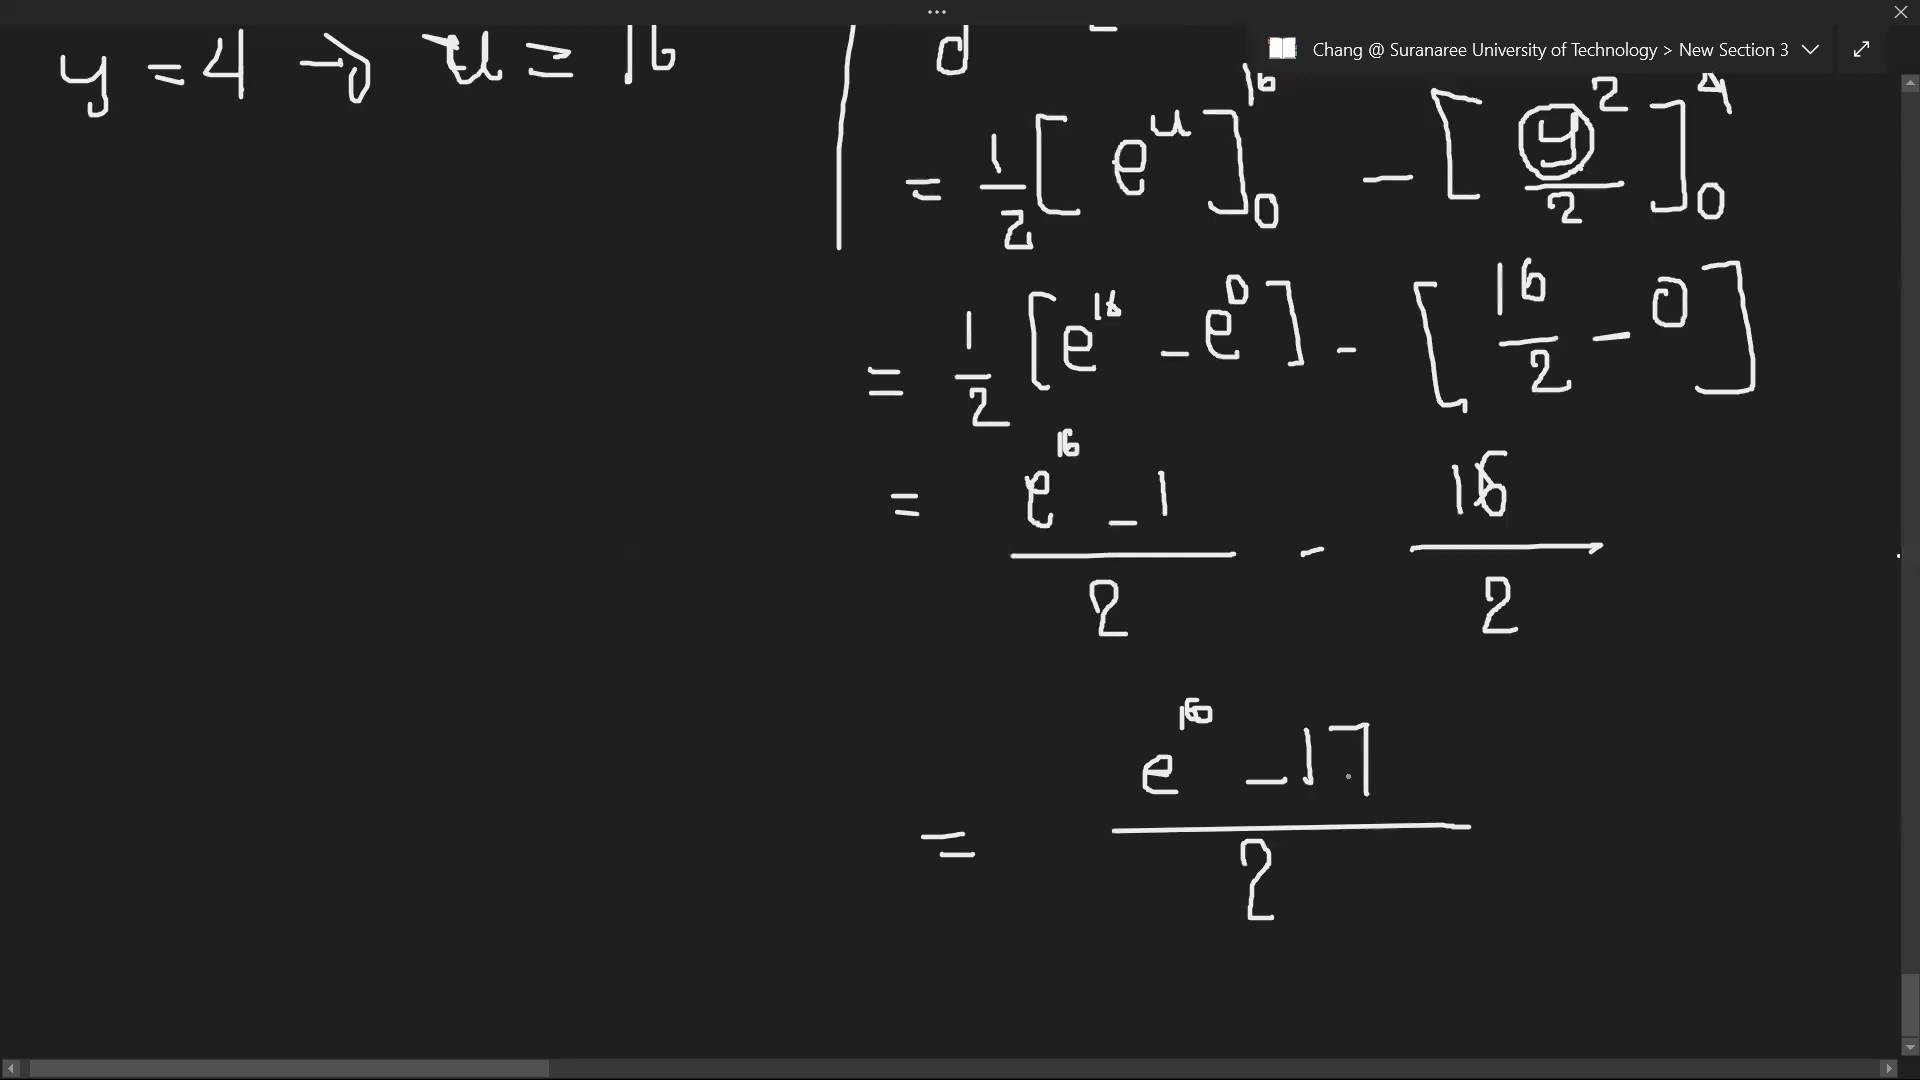 Chang @ Suranaree University of Technology > New Section 3
y = 4 → u = 16
0
= 1/2 [e^u]_0^16 - [y^2/2]_0^4
= 1/2 [e^16 - e^0] - [16/2 - 0]
= e^16 - 1 / 2 - 16 / 2
= e^16 - 17 / 2